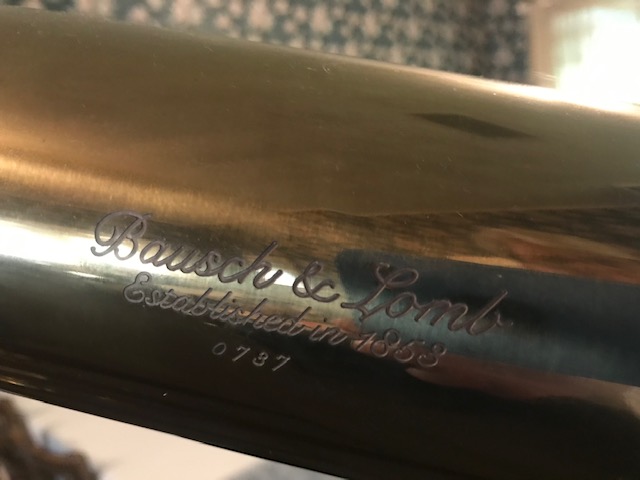 Bausch & Lomb
Established in 1853
0737